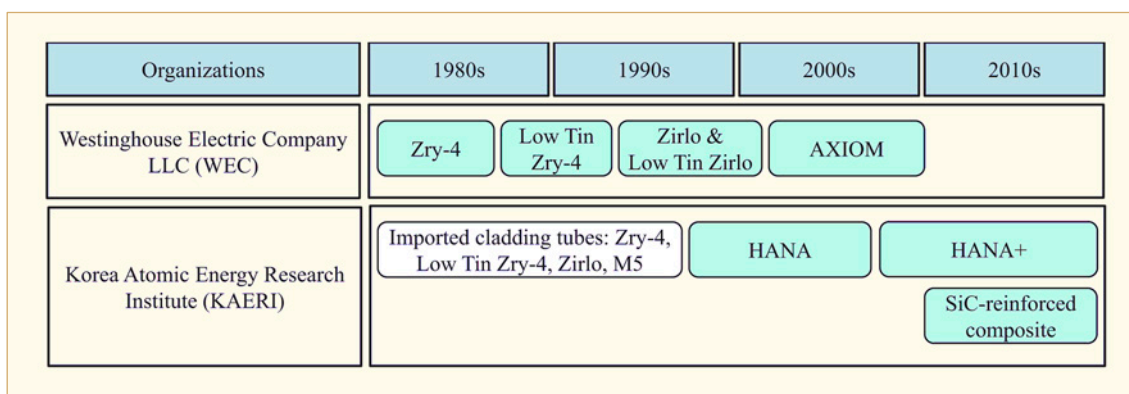 Organizations
1980s
1990s
2000s
2010s
Westinghouse Electric Company
LLC (WEC)
Zry-4
Low Tin
Zry-4
Zirlo &
Low Tin Zirlo
AXIOM
Korea Atomic Energy Research
Institute (KAERI)
Imported cladding tubes: Zry-4,
Low Tin Zry-4, Zirlo, M5
HANA
HANA+
SiC-reinforced
composite